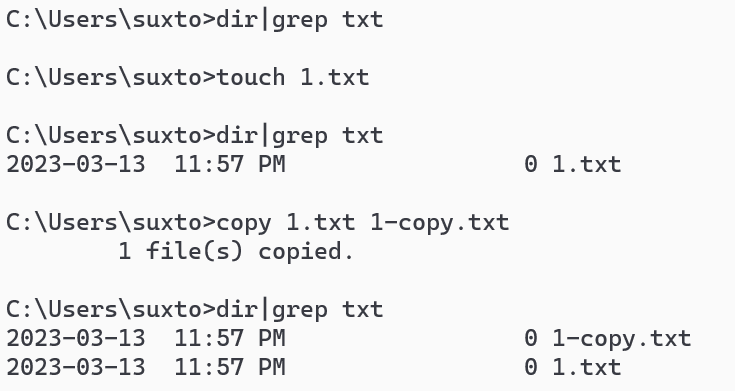 C:\Users\suxto>dir|grep txt
C:\Users\suxto>touch 1.txt
C:\Users\suxto>dir|grep txt
2023-03-13  11:57 PM                 0 1.txt
C:\Users\suxto>copy 1.txt 1-copy.txt
        1 file(s) copied.
C:\Users\suxto>dir|grep txt
2023-03-13  11:57 PM                 0 1-copy.txt
2023-03-13  11:57 PM                 0 1.txt